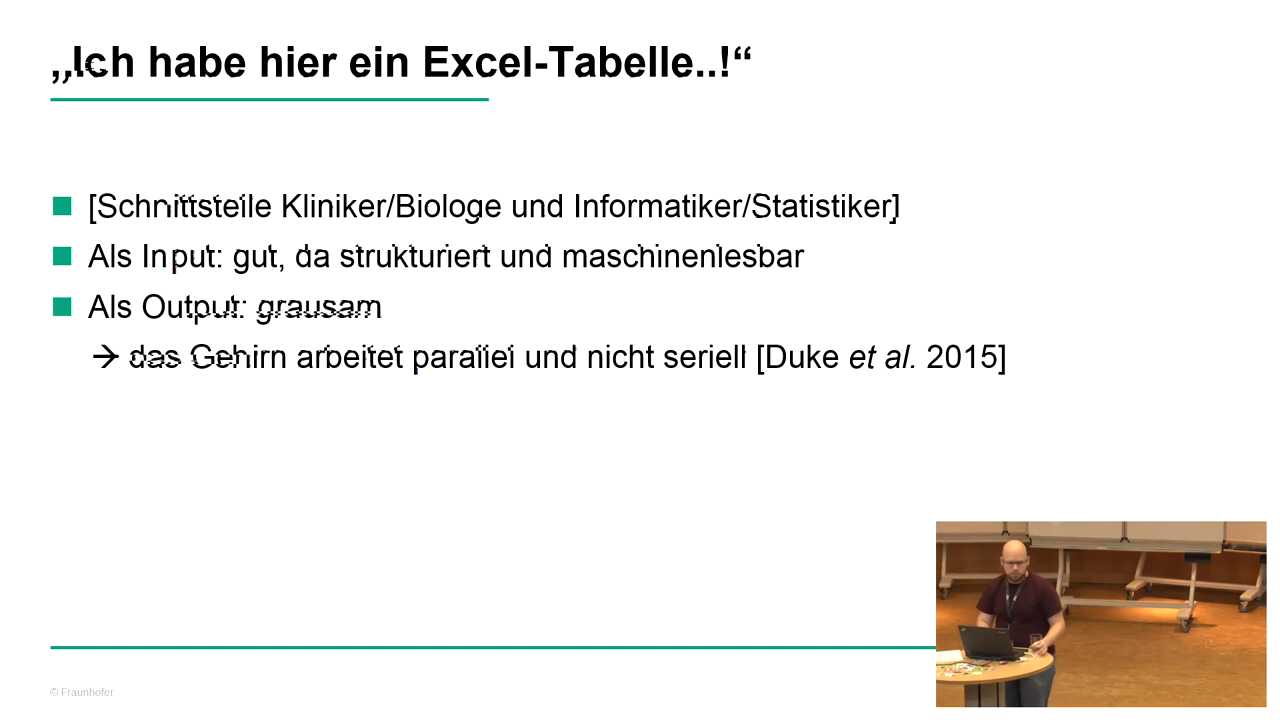 „Ich habe hier ein Excel-Tabelle..!“
[Schnittstelle Kliniker/Biologe und Informatiker/Statistiker]
Als Input: gut, da strukturiert und maschinenlesbar
Als Output: grausam
→ das Gehirn arbeitet parallel und nicht seriell [Duke et al. 2015]
© Fraunhofer